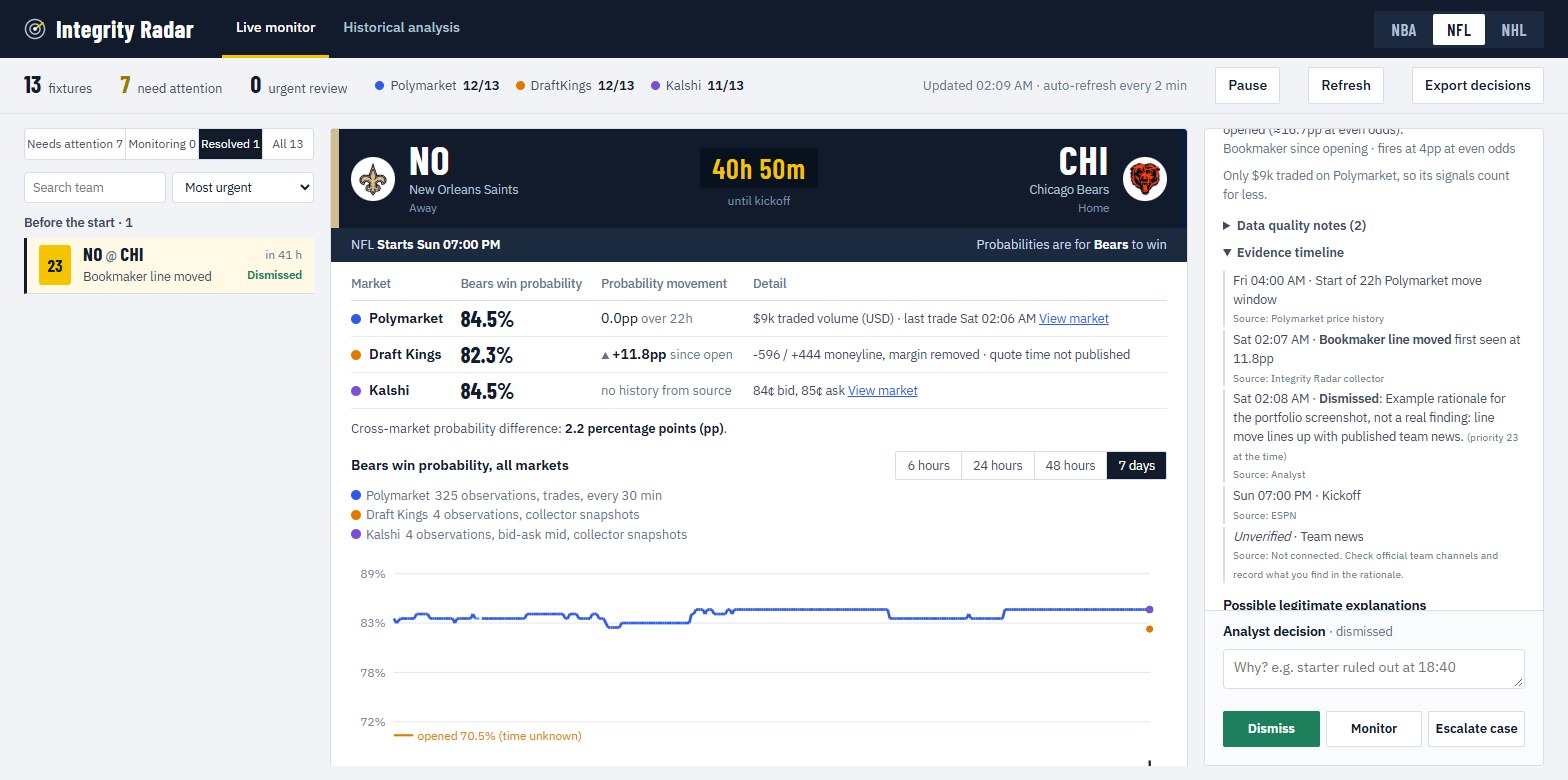 Integrity Radar
Live monitor
Historical analysis
NBA
NFL
NHL
13 fixtures
7 need attention
0 urgent review
Polymarket 12/13
DraftKings 12/13
Kalshi 11/13
Updated 02:09 AM · auto-refresh every 2 min
Pause
Refresh
Export decisions
Needs attention 7
Monitoring 0
Resolved 1
All 13
Search team
Most urgent
Before the start · 1
23
NO @ CHI
in 41 h
Bookmaker line moved
Dismissed
NO
New Orleans Saints
Away
40h 50m
until kickoff
CHI
Chicago Bears
Home
NFL Starts Sun 07:00 PM
Probabilities are for Bears to win
Market
Bears win probability
Probability movement
Detail
Polymarket
84.5%
0.0pp over 22h
$9k traded volume (USD) · last trade Sat 02:06 AM View market
Draft Kings
82.3%
▲ +11.8pp since open
-596 / +444 moneyline, margin removed · quote time not published
Kalshi
84.5%
no history from source
84¢ bid, 85¢ ask View market
Cross-market probability difference: 2.2 percentage points (pp).
Bears win probability, all markets
6 hours
24 hours
48 hours
7 days
Polymarket 325 observations, trades, every 30 min
Draft Kings 4 observations, collector snapshots
Kalshi 4 observations, bid-ask mid, collector snapshots
89%
83%
78%
72%
opened 70.5% (time unknown)
opened (≈16.7pp at even odds).
Bookmaker since opening · fires at 4pp at even odds
Only $9k traded on Polymarket, so its signals count
for less.
▶ Data quality notes (2)
▼ Evidence timeline
Fri 04:00 AM · Start of 22h Polymarket move
window
Source: Polymarket price history
Sat 02:07 AM · Bookmaker line moved first seen at
11.8pp
Source: Integrity Radar collector
Sat 02:08 AM · Dismissed: Example rationale for
the portfolio screenshot, not a real finding: line
move lines up with published team news. (priority 23
at the time)
Source: Analyst
Sun 07:00 PM · Kickoff
Source: ESPN
Unverified · Team news
Source: Not connected. Check official team channels and
record what you find in the rationale.
Possible legitimate explanations
Analyst decision · dismissed
Why? e.g. starter ruled out at 18:40
Dismiss
Monitor
Escalate case